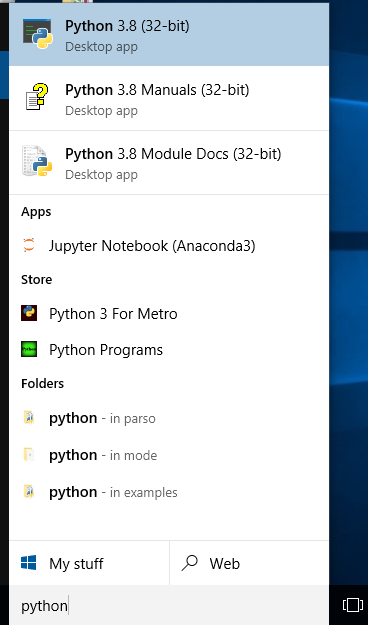 Python 3.8 (32-bit)
Desktop app
Python 3.8 Manuals (32-bit)
Desktop app
Python 3.8 Module Docs (32-bit)
Desktop app
Apps
Jupyter Notebook (Anaconda3)
Store
Python 3 For Metro
Python Programs
Folders
python - in parso
python - in mode
python - in examples
My stuff
Web
python